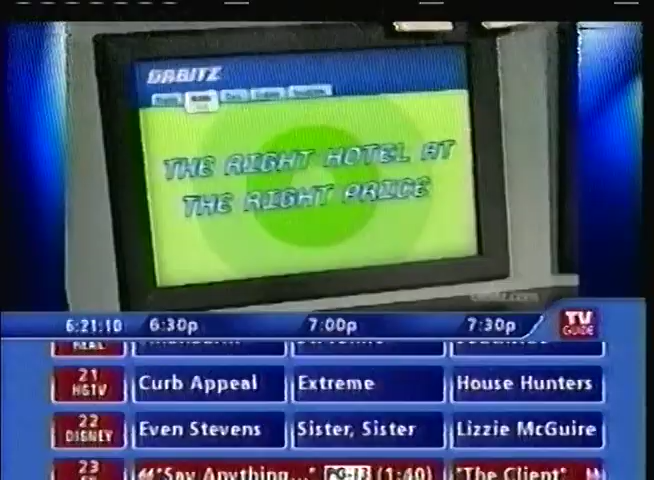 ORBITZ
THE RIGHT HOTEL AT
THE RIGHT PRICE
6:21:10 6:30p 7:00p 7:30p TV
GUIDE
REAL
21 Curb Appeal Extreme House Hunters
HGTV
22 Even Stevens Sister, Sister Lizzie McGuire
DISNEY
23 "Say Anything..." PG-13 (1:40) "The Client"